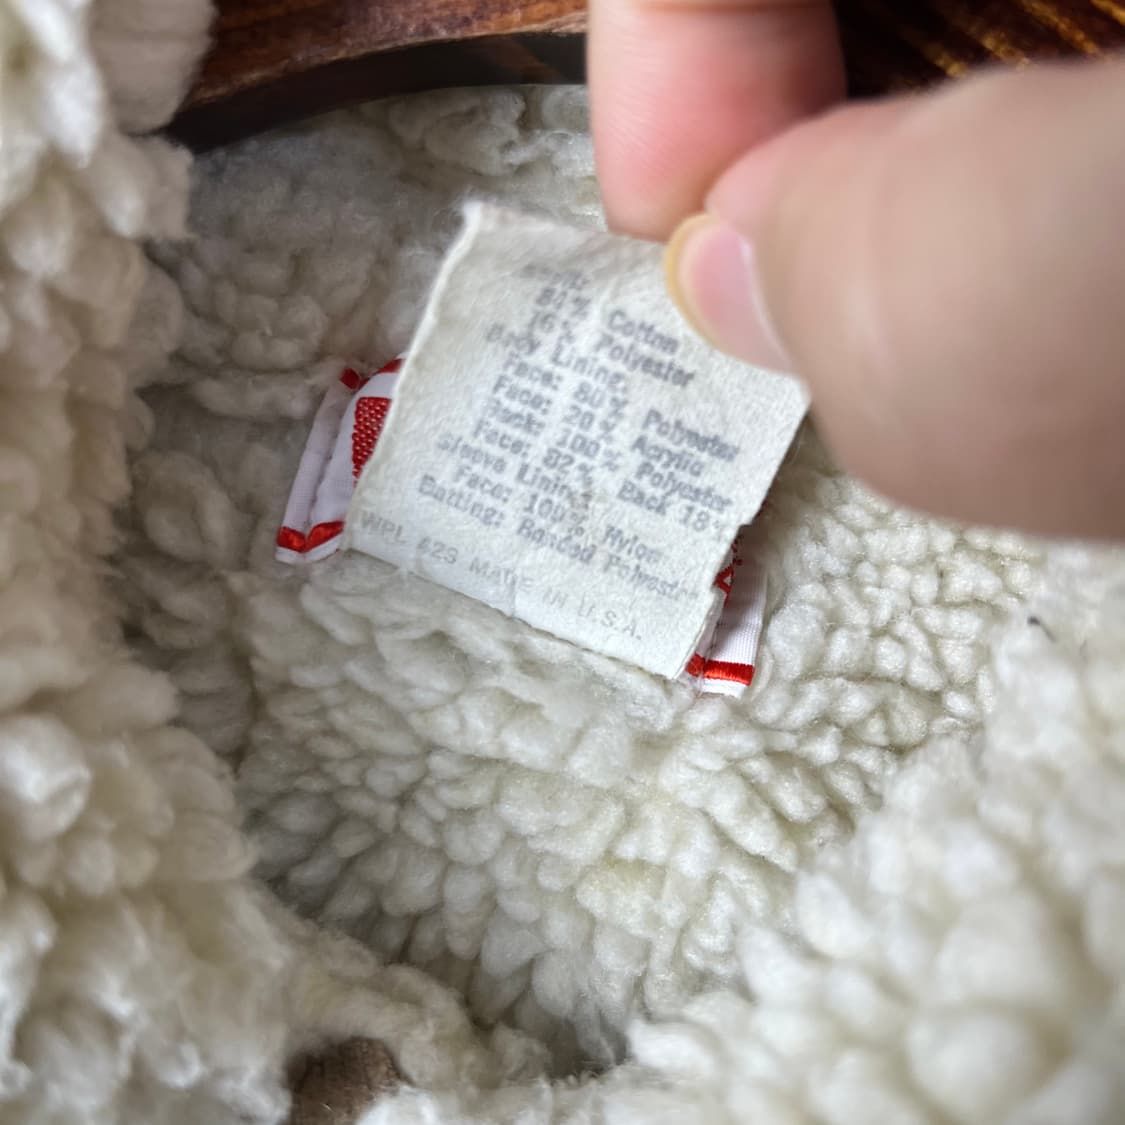 84% Cotton
16% Polyester
Body Lining:
Face: 80% Polyester
Face: 20% Acrylic
Back: 100% Polyester
Face: 82% Back 18%
Sleeve Lining:
Face: 100% Nylon
Batting: Bonded Polyester
WPL 423 MADE IN U.S.A.